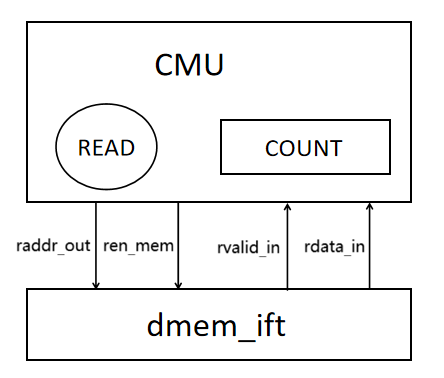 CMU
READ
COUNT
raddr_out
ren_mem
rvalid_in
rdata_in
dmem_ift